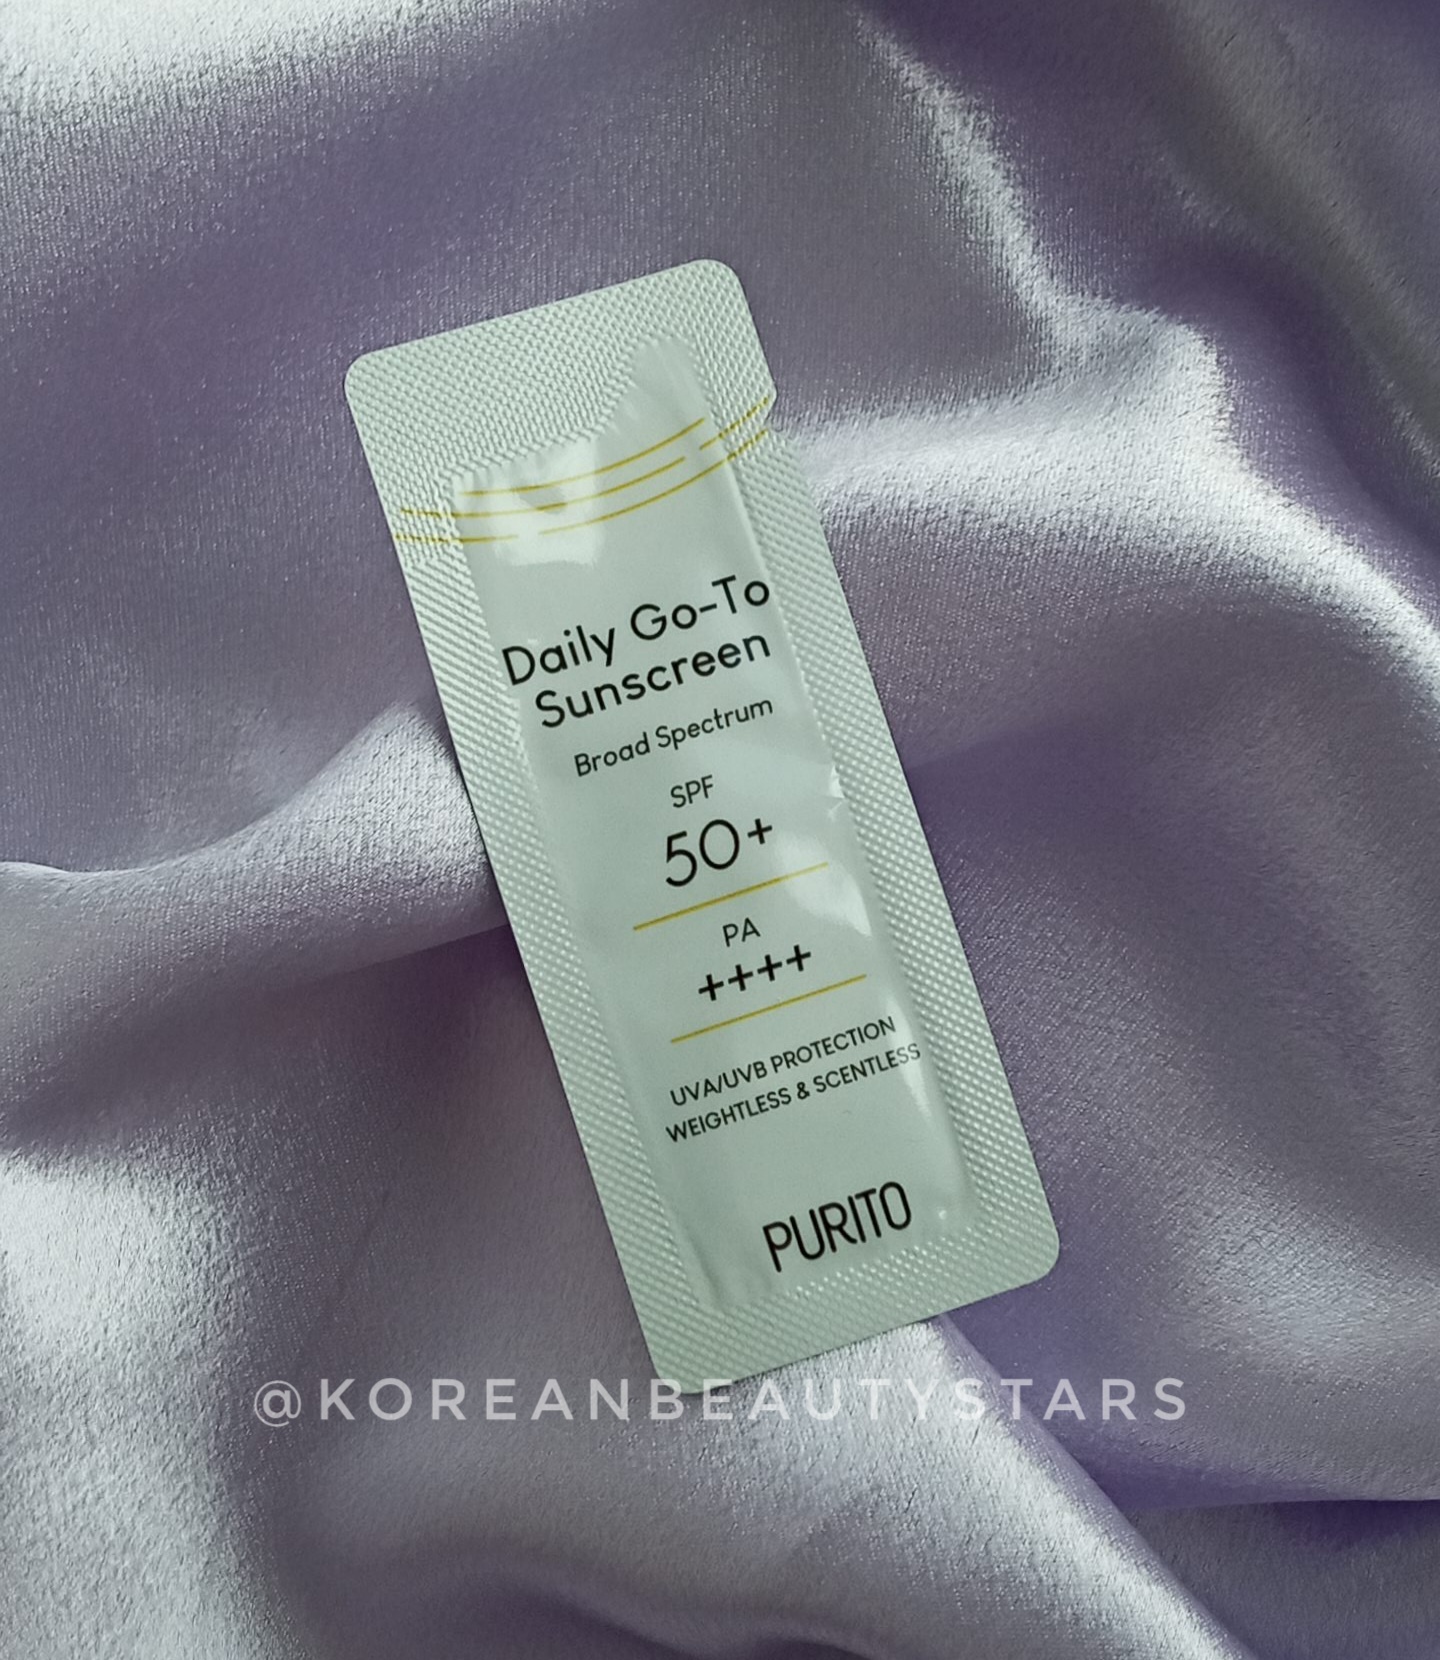 Daily Go-To
Sunscreen
Broad Spectrum
SPF
50+
PA
++++
UVA/UVB PROTECTION
WEIGHTLESS & SCENTLESS
PURITO
@KOREANBEAUTYSTARS